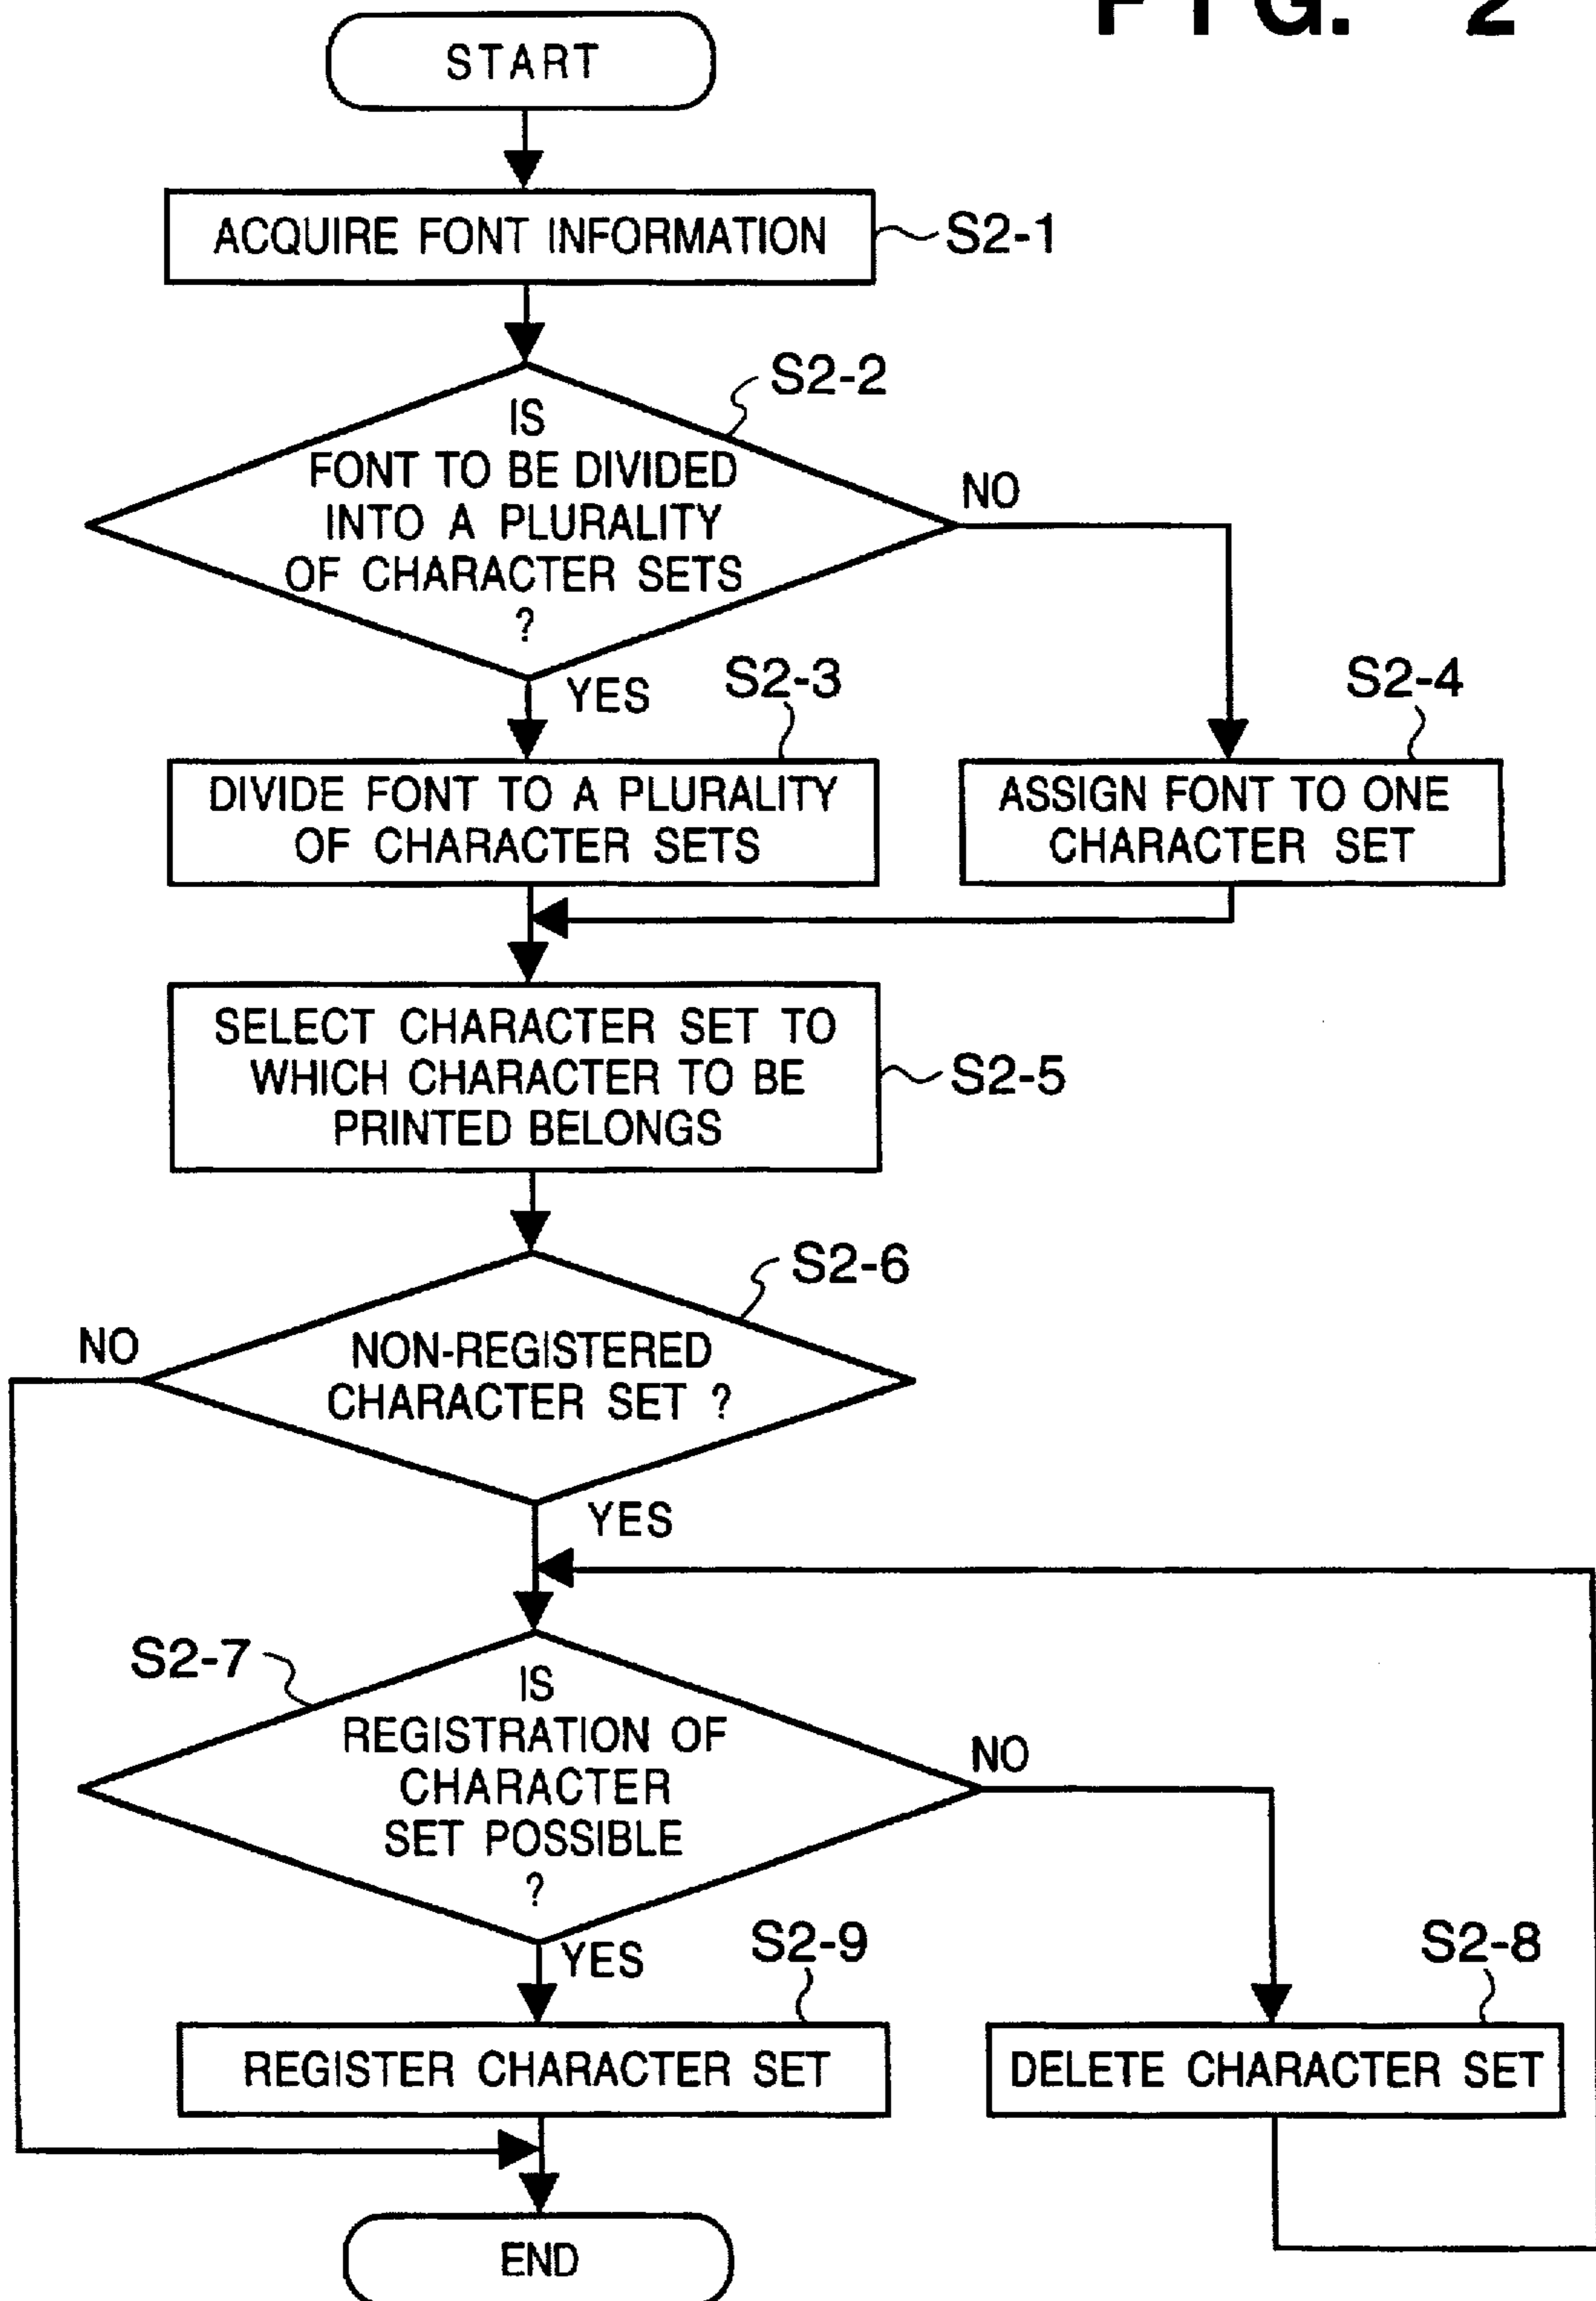 FIG. 2
START
ACQUIRE FONT INFORMATION
S2-1
S2-2
IS
FONT TO BE DIVIDED
INTO A PLURALITY
OF CHARACTER SETS
?
NO
YES
S2-3
S2-4
DIVIDE FONT TO A PLURALITY
OF CHARACTER SETS
ASSIGN FONT TO ONE
CHARACTER SET
SELECT CHARACTER SET TO
WHICH CHARACTER TO BE
PRINTED BELONGS
S2-5
S2-6
NO
NON-REGISTERED
CHARACTER SET ?
YES
S2-7
IS
REGISTRATION OF
CHARACTER
SET POSSIBLE
?
NO
YES
S2-9
S2-8
REGISTER CHARACTER SET
DELETE CHARACTER SET
END